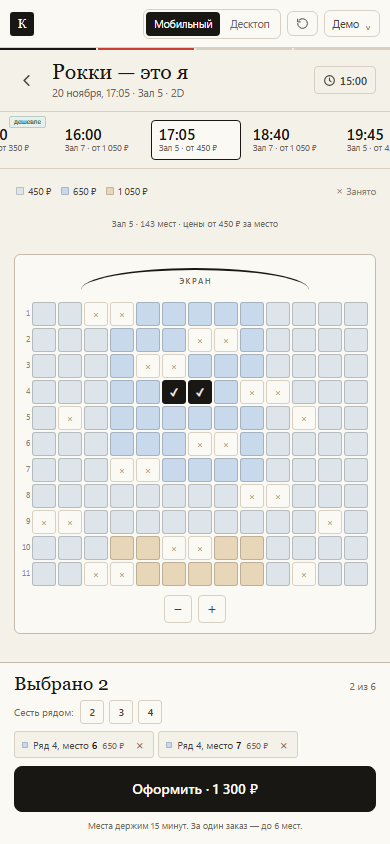 K
Мобильный Десктоп Демо
Рокки — это я
20 ноября, 17:05 · Зал 5 · 2D
15:00
дешевле
16:00 17:05 18:40 19:45
от 350 ₽ Зал 7 · от 1 050 ₽ Зал 5 · от 450 ₽ Зал 7 · от 1 050 ₽ Зал 5 · от
450 ₽ 650 ₽ 1 050 ₽ × Занято
Зал 5 · 143 мест · цены от 450 ₽ за место
ЭКРАН
1
2
3
4
5
6
7
8
9
10
11
− +
Выбрано 2
2 из 6
Сесть рядом: 2 3 4
Ряд 4, место 6 650 ₽ × Ряд 4, место 7 650 ₽ ×
Оформить · 1 300 ₽
Места держим 15 минут. За один заказ — до 6 мест.